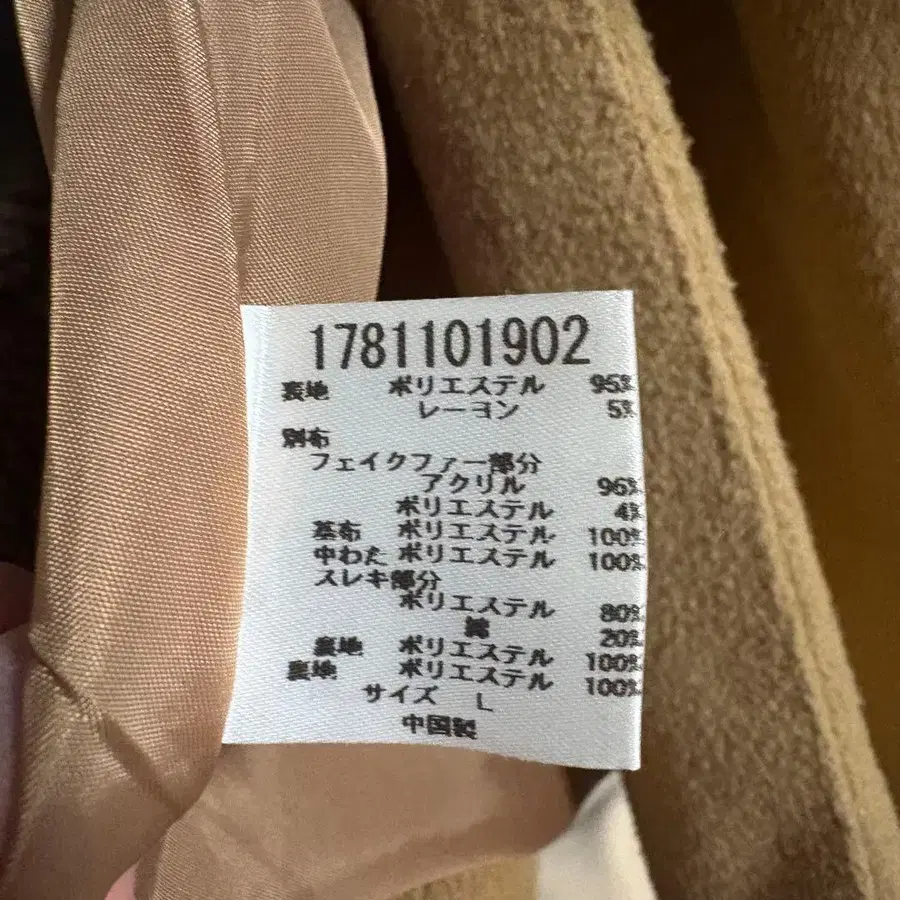 1781101902
表地 ポリエステル 95%
レーヨン 5%
別布
フェイクファー部分
アクリル 96%
ポリエステル 4%
基布 ポリエステル 100%
中わた ポリエステル 100%
スレキ部分
ポリエステル 80%
綿 20%
裏地 ポリエステル 100%
裏地 ポリエステル 100%
サイズ L
中国製